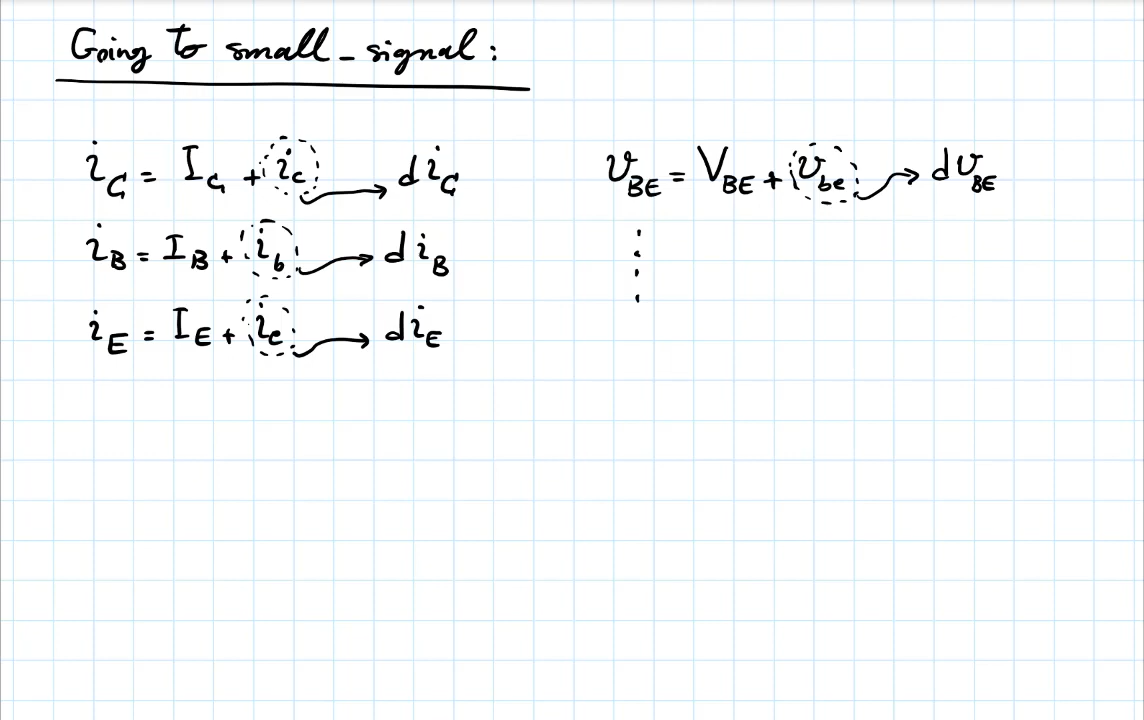 Going to small-signal:
i_C = I_C + i_c → di_C
i_B = I_B + i_b → di_B
i_E = I_E + i_e → di_E
v_BE = V_BE + v_be → dv_BE
⋮